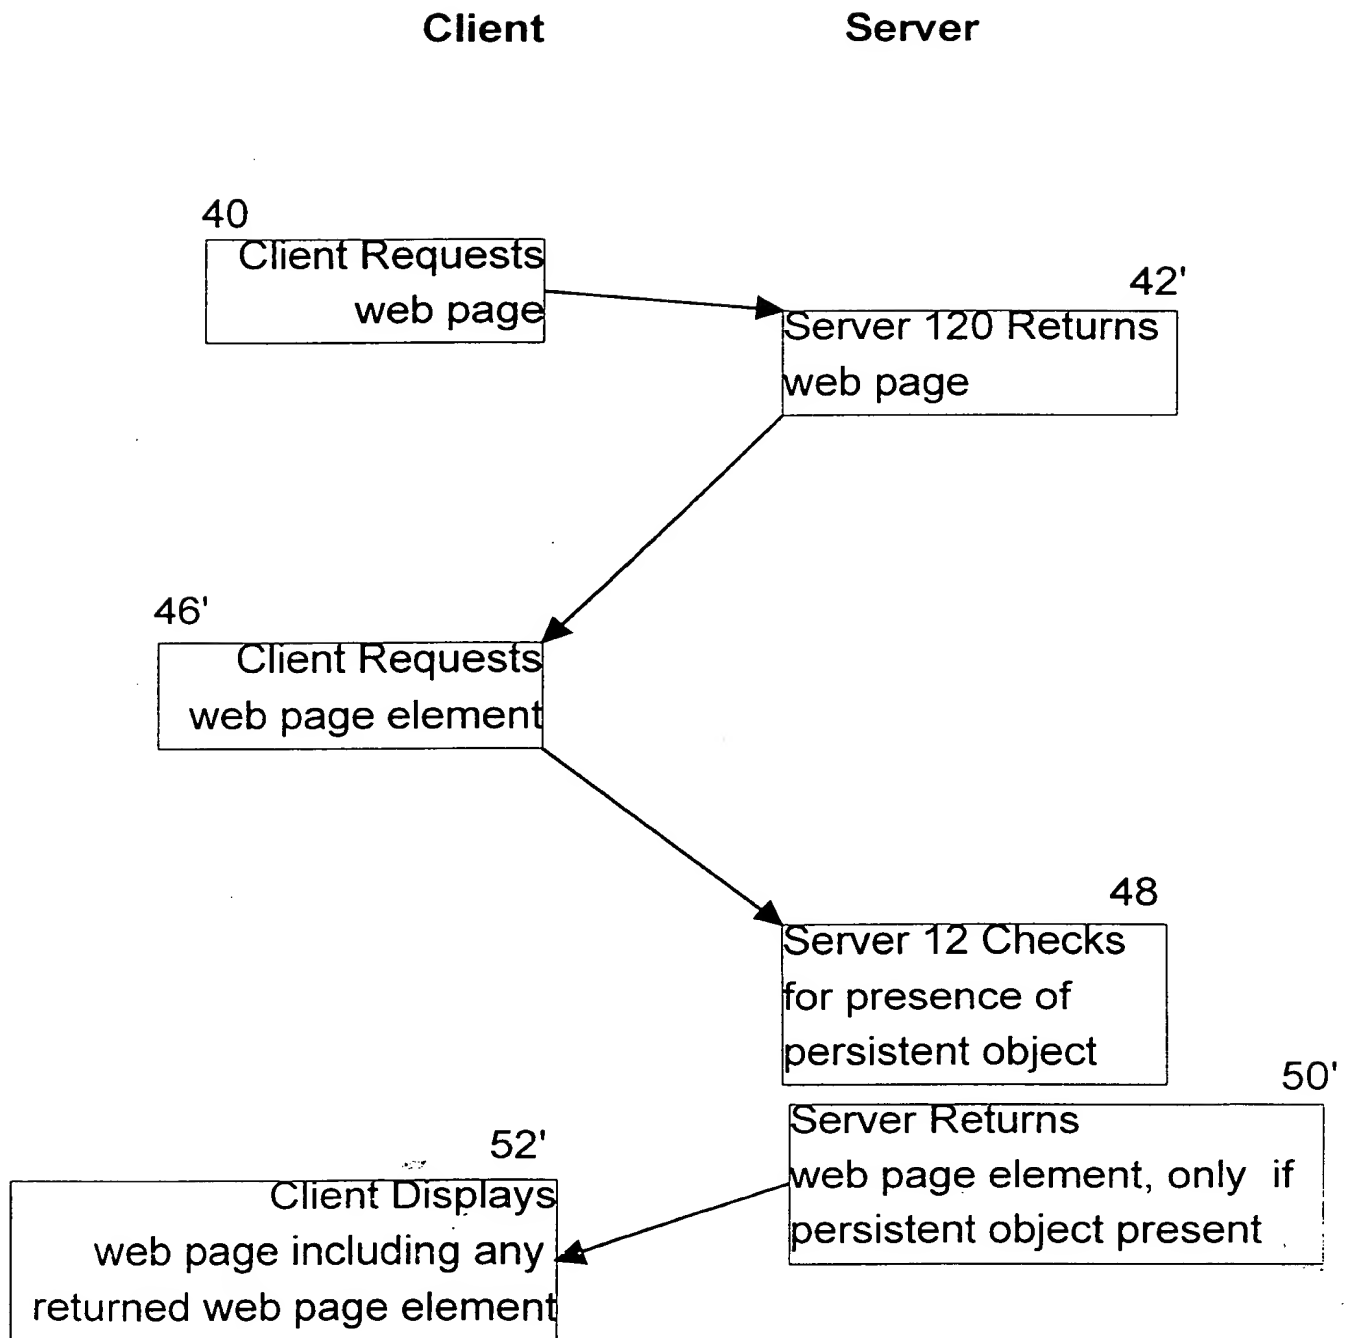 Client Server
40
Client Requests
web page
42'
Server 120 Returns
web page
46'
Client Requests
web page element
48
Server 12 Checks
for presence of
persistent object
50'
Server Returns
web page element, only if
persistent object present
52'
Client Displays
web page including any
returned web page element